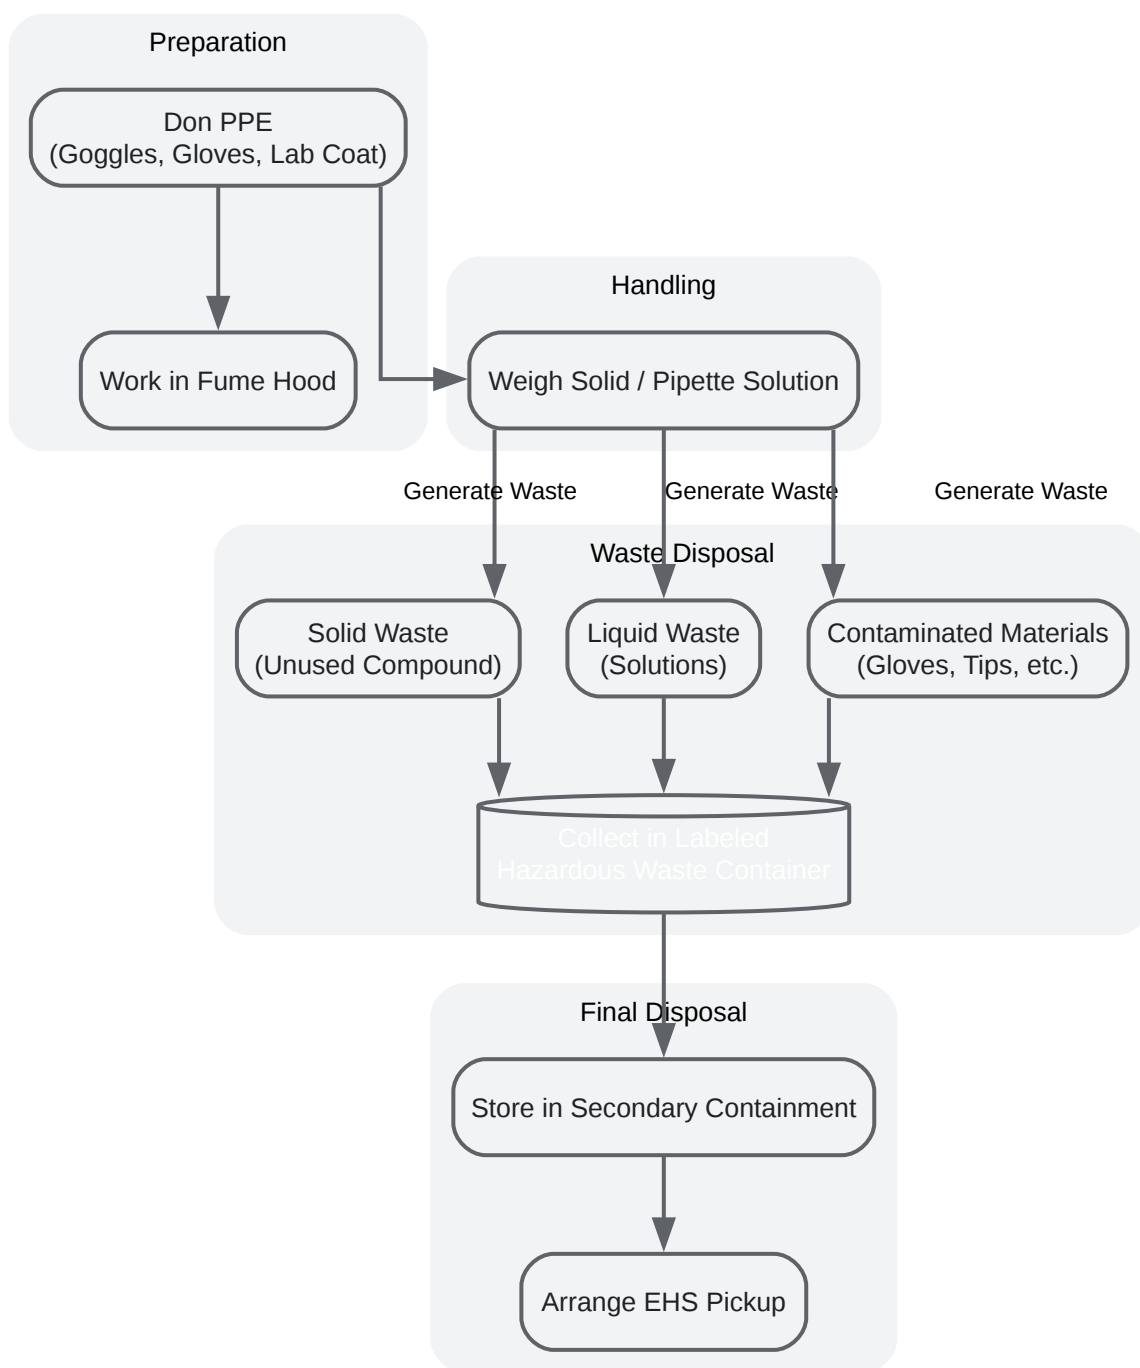 Preparation
Don PPE
(Goggles, Gloves, Lab Coat)
Work in Fume Hood
Handling
Weigh Solid / Pipette Solution
Generate Waste
Generate Waste
Generate Waste
Waste Disposal
Solid Waste
(Unused Compound)
Liquid Waste
(Solutions)
Contaminated Materials
(Gloves, Tips, etc.)
Collect in Labeled
Hazardous Waste Container
Final Disposal
Store in Secondary Containment
Arrange EHS Pickup